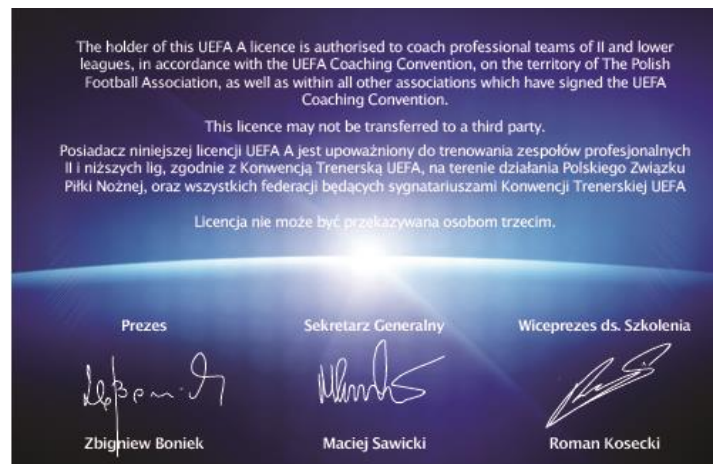 The holder of this UEFA A licence is authorised to coach professional teams of II and lower
leagues, in accordance with the UEFA Coaching Convention, on the territory of The Polish
Football Association, as well as within all other associations which have signed the UEFA
Coaching Convention.
This licence may not be transferred to a third party.
Posiadacz niniejszej licencji UEFA A jest upoważniony do trenowania zespołów profesjonalnych
II i niższych lig, zgodnie z Konwencją Trenerską UEFA, na terenie działania Polskiego Związku
Piłki Nożnej, oraz wszystkich federacji będących sygnatariuszami Konwencji Trenerskiej UEFA
Licencja nie może być przekazywana osobom trzecim.
Prezes Sekretarz Generalny Wiceprezes ds. Szkolenia
Zbigniew Boniek Maciej Sawicki Roman Kosecki